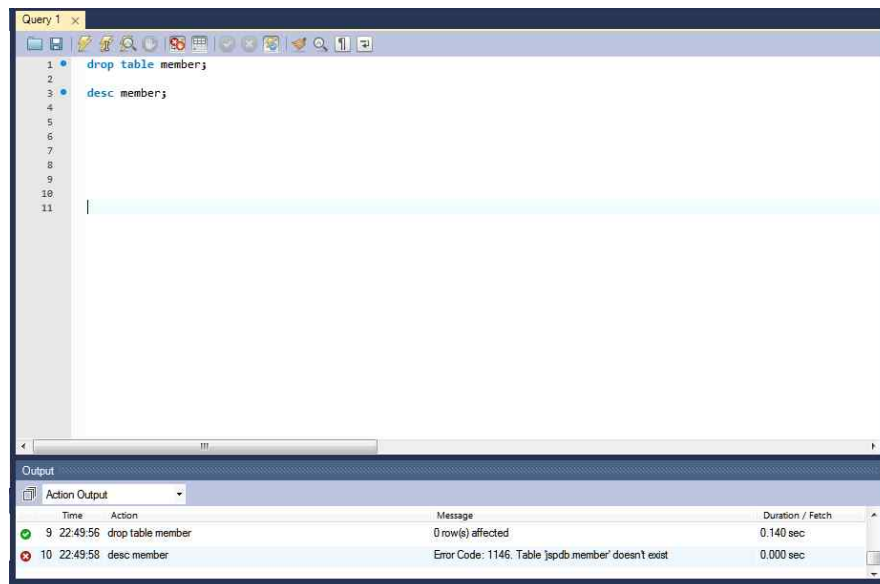 Query 1
1 drop table member;
2
3 desc member;
4
5
6
7
8
9
10
11
Output
Action Output
Time Action Message Duration / Fetch
9 22:49:56 drop table member 0 row(s) affected 0.140 sec
10 22:49:58 desc member Error Code: 1146. Table 'jspdb.member' doesn't exist 0.000 sec